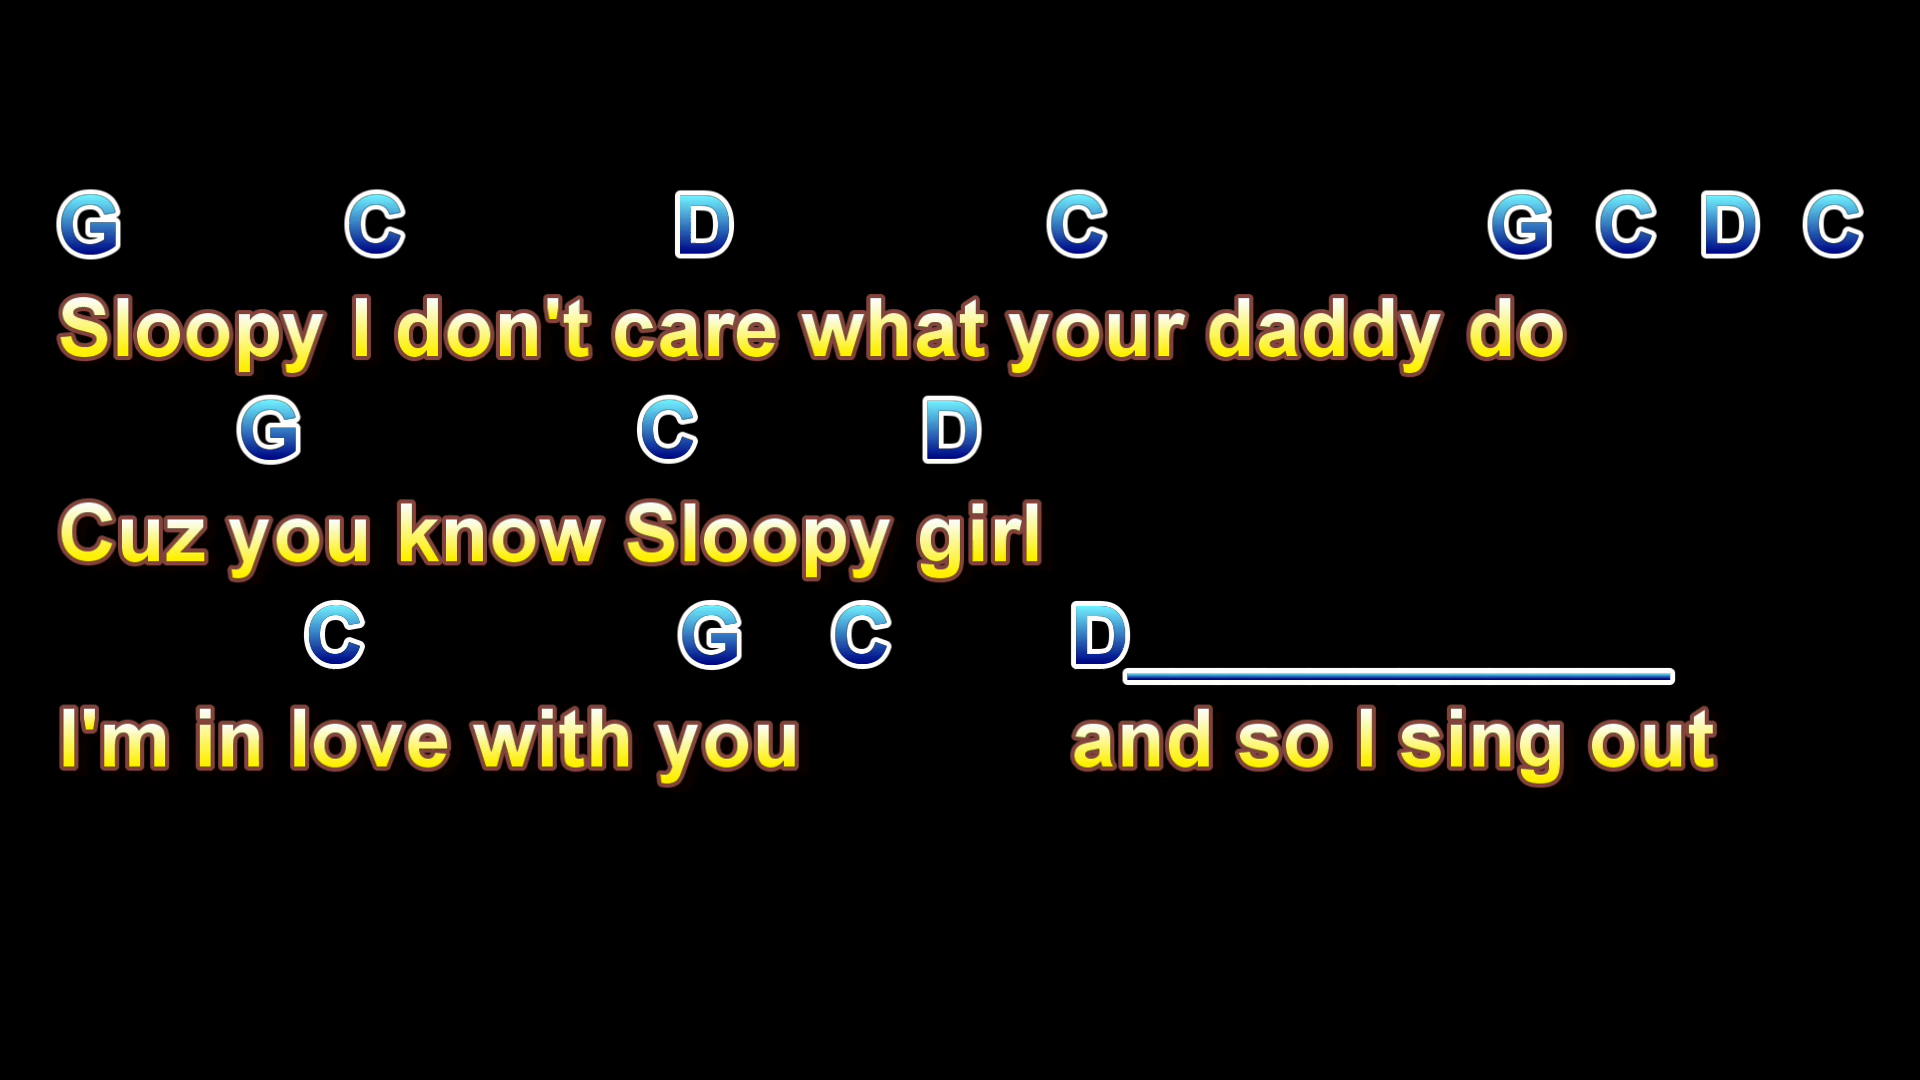 G C D C G C D C
Sloopy I don't care what your daddy do
G C D
Cuz you know Sloopy girl
C G C D__________
I'm in love with you and so I sing out